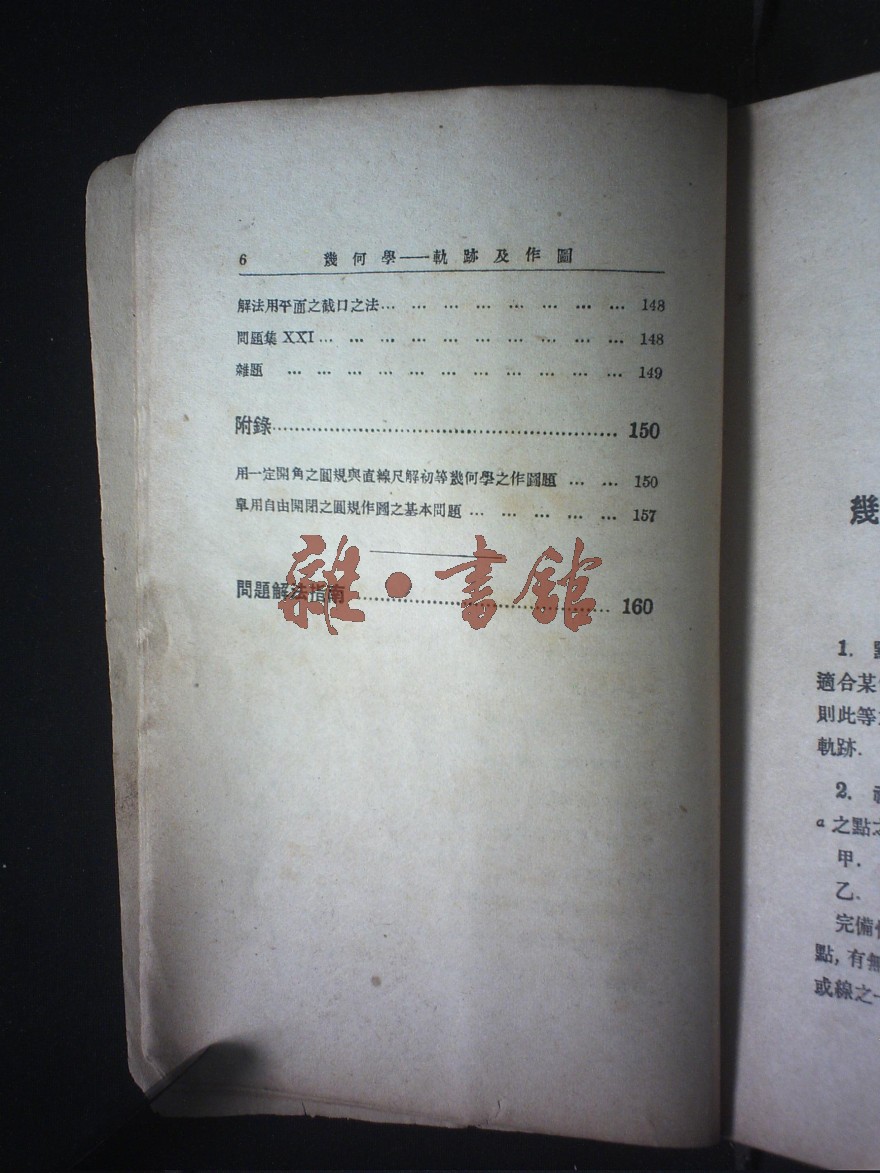 6 幾何學——軌跡及作圖
解法用平面之截口之法… … … … … … … … … 148
問題集 XXI … … … … … … … … … … … 148
雜題 … … … … … … … … … … … … 149
附錄…………………………………………… 150
用一定開角之圓規與直線尺解初等幾何學之作圖題 … … 150
單用自由開閉之圓規作圖之基本問題 … … … … … 157
雜·書館
問題解法指南…………………………………… 160
幾
1.
適合某
則此等
軌跡.
2.
a 之點
甲.
乙.
完備
點, 有無
或線之